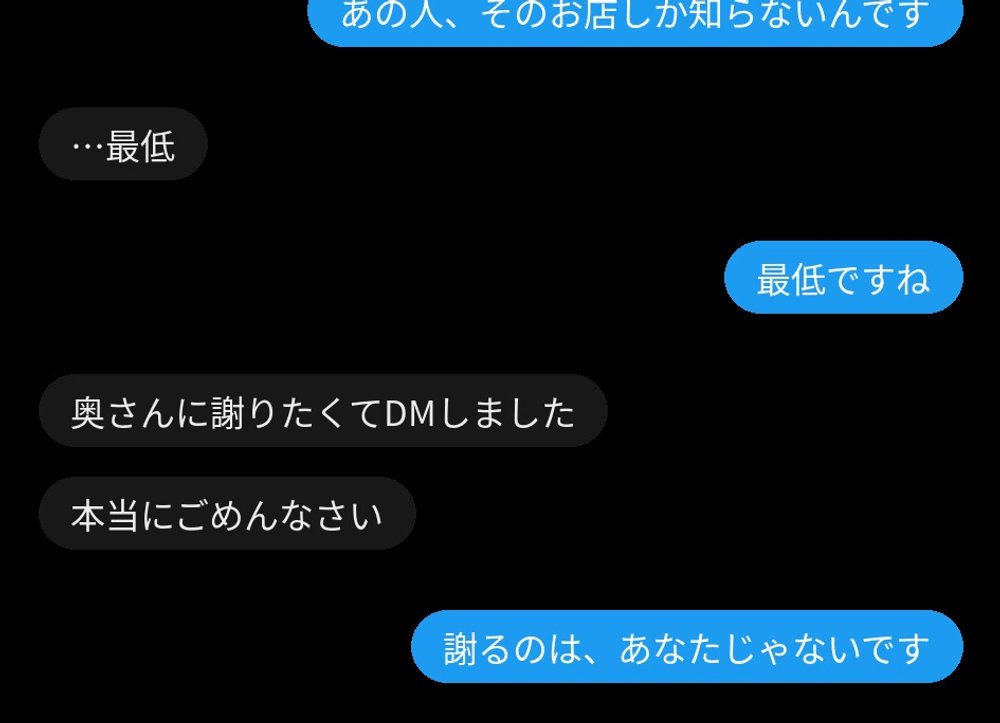 あの人、そのお店しか知らないんです
…最低
最低ですね
奥さんに謝りたくてDMしました
本当にごめんなさい
謝るのは、あなたじゃないです